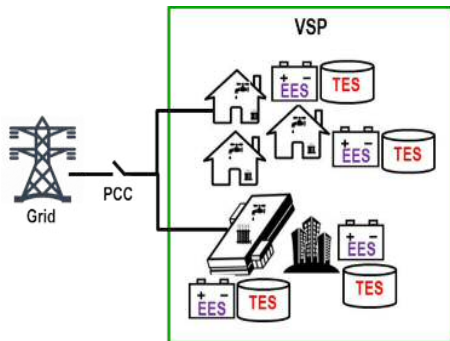 VSP
+ −
EES
TES
+ −
EES
TES
Grid
PCC
+ −
EES
TES
+ −
EES
TES